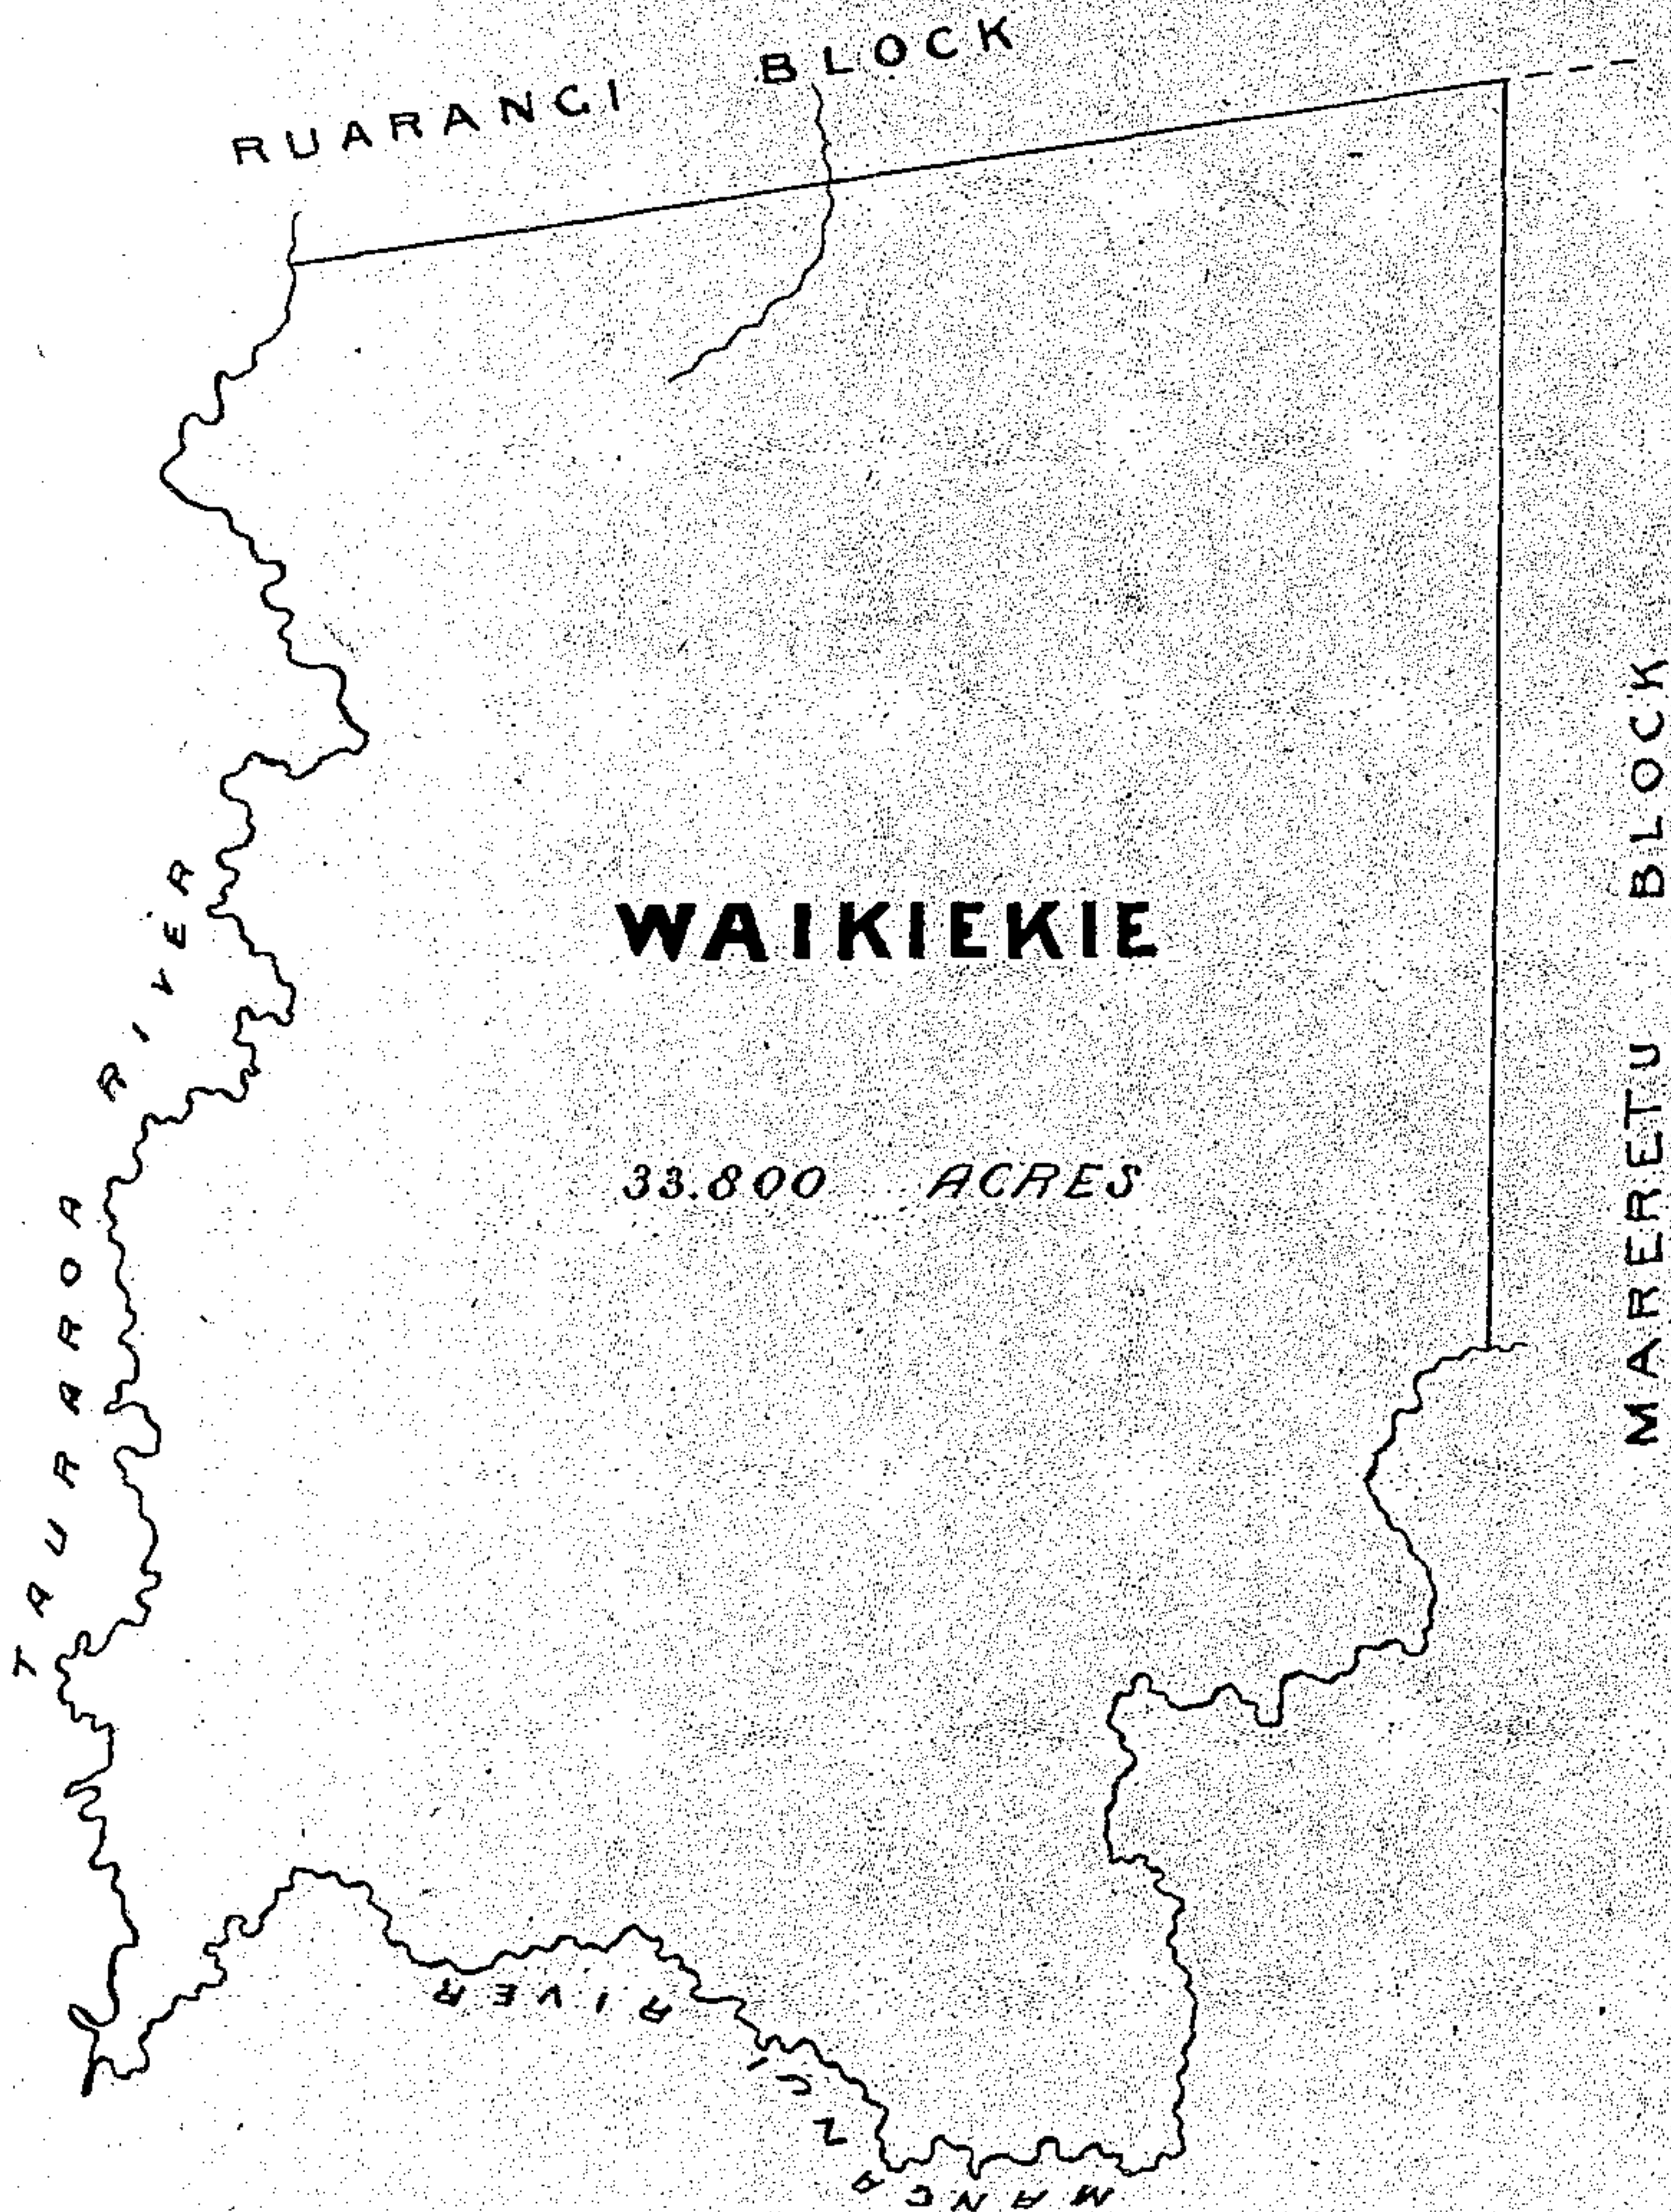 RUARANGI BLOCK
TAURAROA RIVER
WAIKIEKIE
33.800 ACRES
MARERETU BLOCK
MANGANUI RIVER